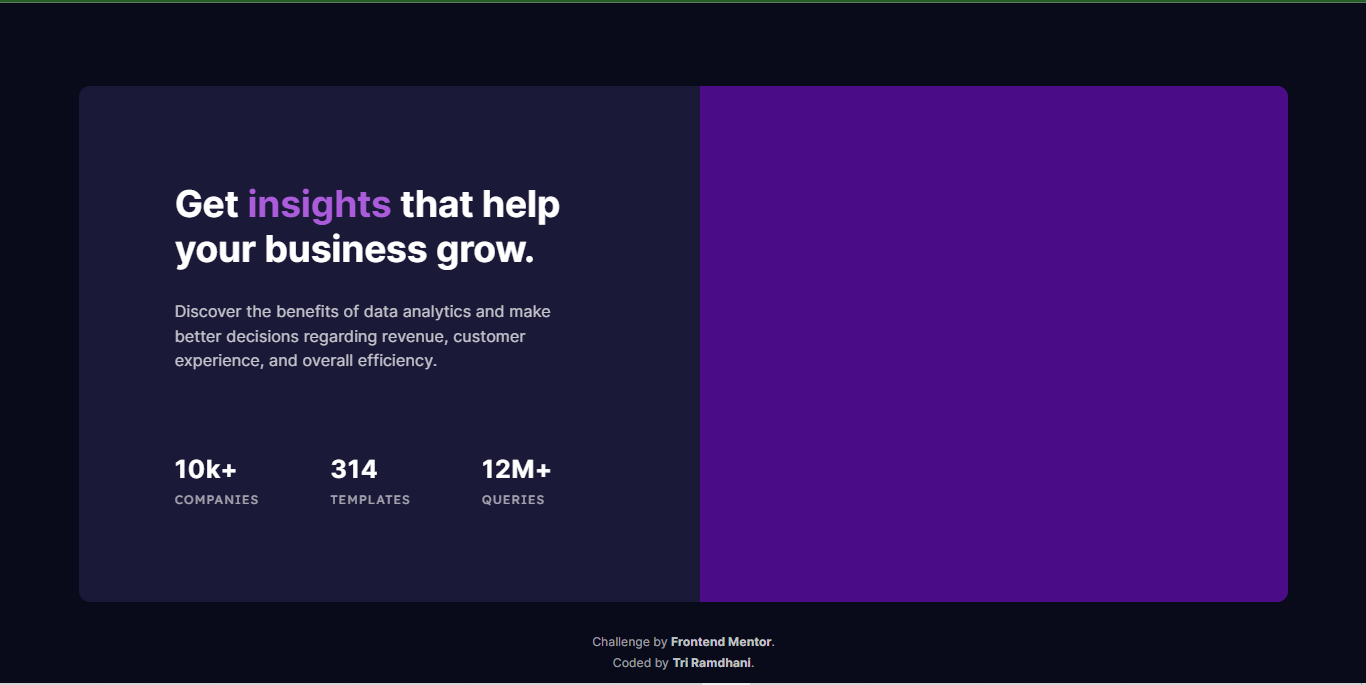 Get insights that help
your business grow.
Discover the benefits of data analytics and make
better decisions regarding revenue, customer
experience, and overall efficiency.
10k+ 314 12M+
COMPANIES TEMPLATES QUERIES
Challenge by Frontend Mentor.
Coded by Tri Ramdhani.